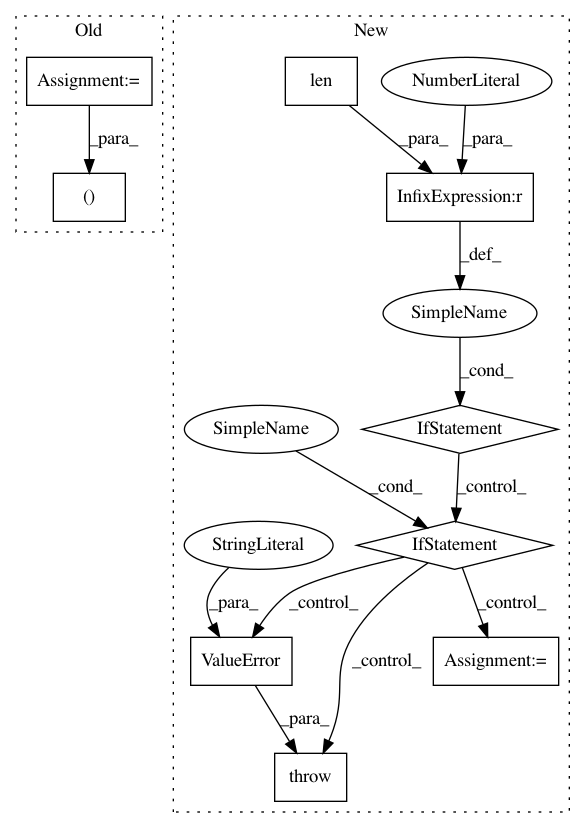 Old
New
Assignment:=
len
NumberLiteral
_para_
_para_
_para_
()
InfixExpression:r
_def_
SimpleName
_cond_
SimpleName
IfStatement
_cond_
_control_
StringLiteral
IfStatement
_para_
_control_
_control_
_control_
ValueError
Assignment:=
_para_
throw